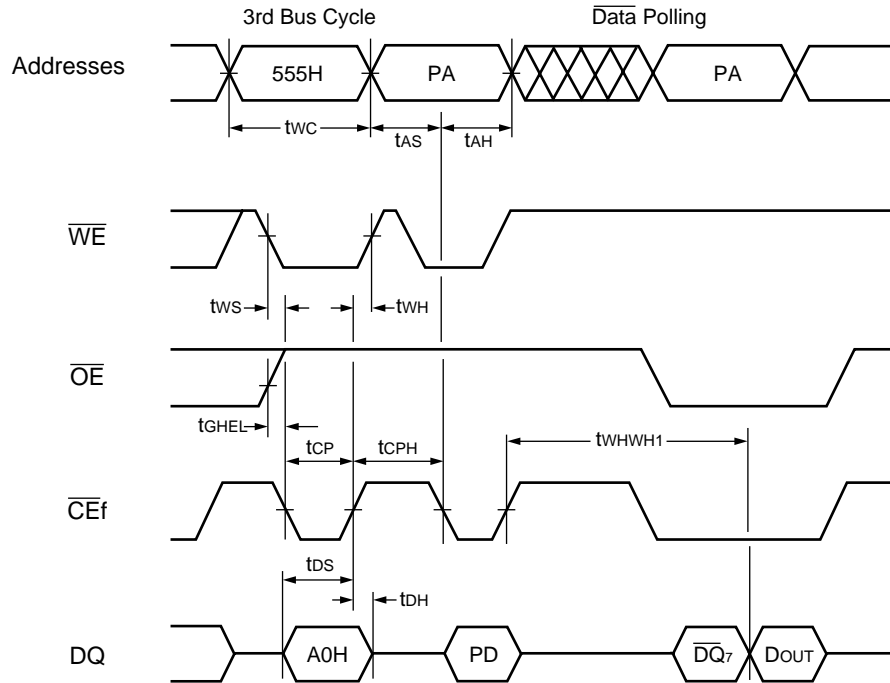 3rd Bus Cycle
Data Polling
Addresses
555H
PA
PA
tWC
tAS
tAH
WE
tWS
tWH
OE
tGHEL
tCP
tCPH
tWHWH1
CEf
tDS
tDH
DQ
A0H
PD
DQ7
DOUT